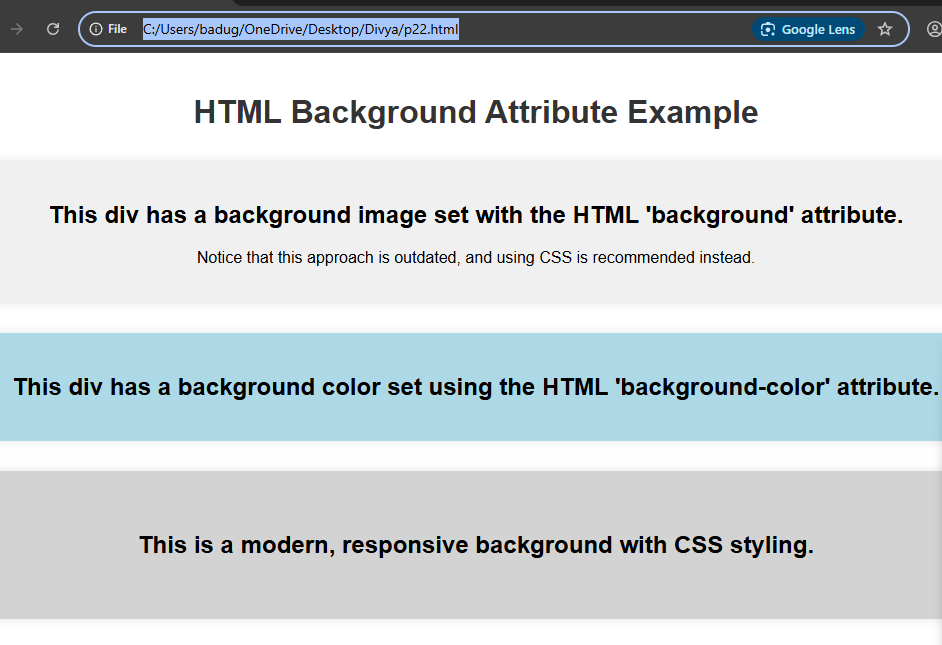 File C:/Users/badug/OneDrive/Desktop/Divya/p22.html Google Lens
HTML Background Attribute Example
This div has a background image set with the HTML 'background' attribute.
Notice that this approach is outdated, and using CSS is recommended instead.
This div has a background color set using the HTML 'background-color' attribute.
This is a modern, responsive background with CSS styling.